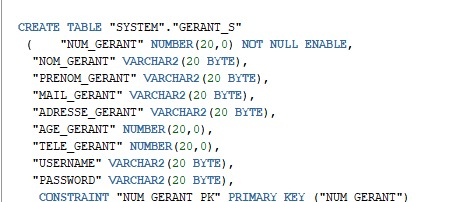 CREATE TABLE "SYSTEM"."GERANT_S"
( "NUM_GERANT" NUMBER(20,0) NOT NULL ENABLE,
"NOM_GERANT" VARCHAR2(20 BYTE),
"PRENOM_GERANT" VARCHAR2(20 BYTE),
"MAIL_GERANT" VARCHAR2(20 BYTE),
"ADRESSE_GERANT" VARCHAR2(20 BYTE),
"AGE_GERANT" NUMBER(20,0),
"TELE_GERANT" NUMBER(20,0),
"USERNAME" VARCHAR2(20 BYTE),
"PASSWORD" VARCHAR2(20 BYTE),
CONSTRAINT "NUM_GERANT_PK" PRIMARY KEY ("NUM_GERANT")